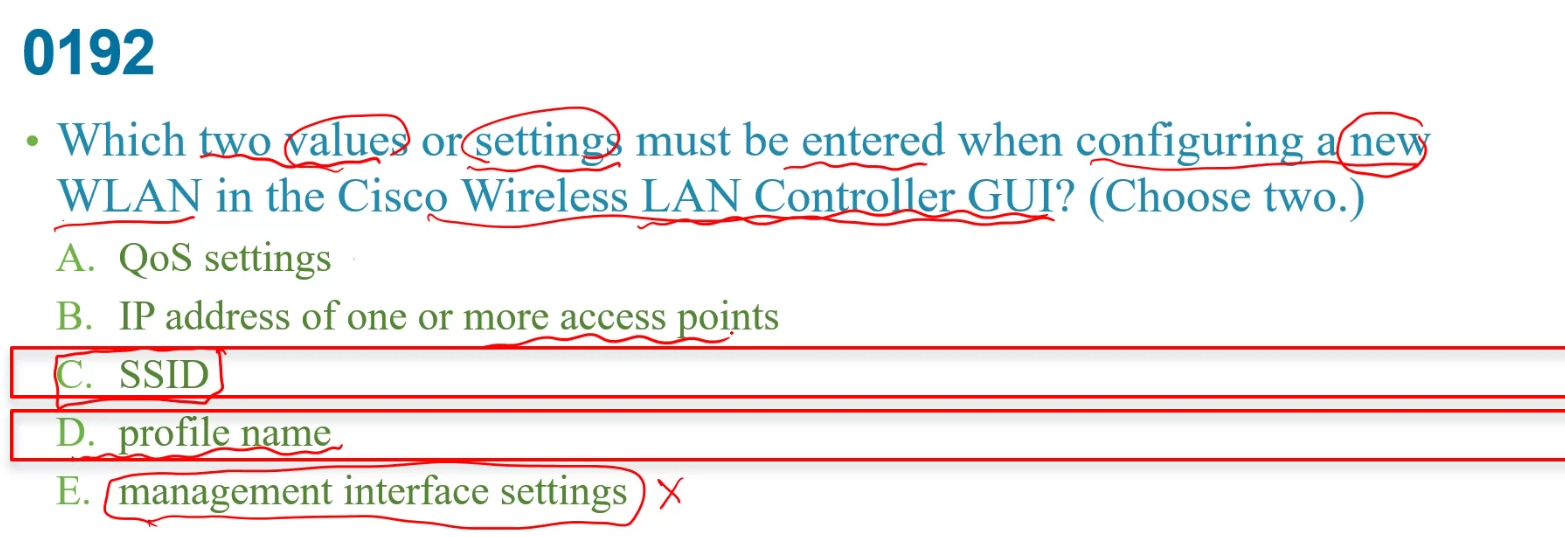 0192
• Which two values or settings must be entered when configuring a new
WLAN in the Cisco Wireless LAN Controller GUI? (Choose two.)
A. QoS settings
B. IP address of one or more access points
C. SSID
D. profile name
E. management interface settings X